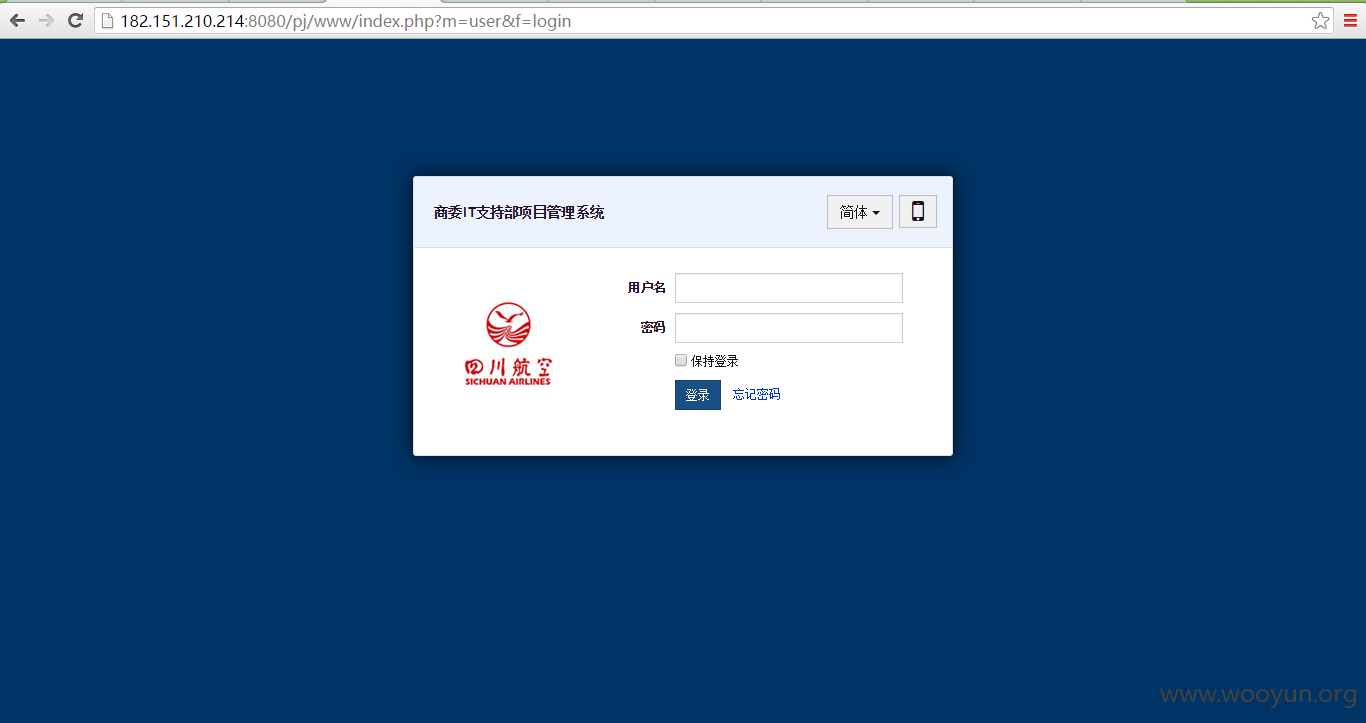 182.151.210.214:8080/pj/www/index.php?m=user&f=login
商委IT支持部项目管理系统
简体
用户名
密码
四川航空
SICHUAN AIRLINES
保持登录
登录 忘记密码
www.wooyun.org